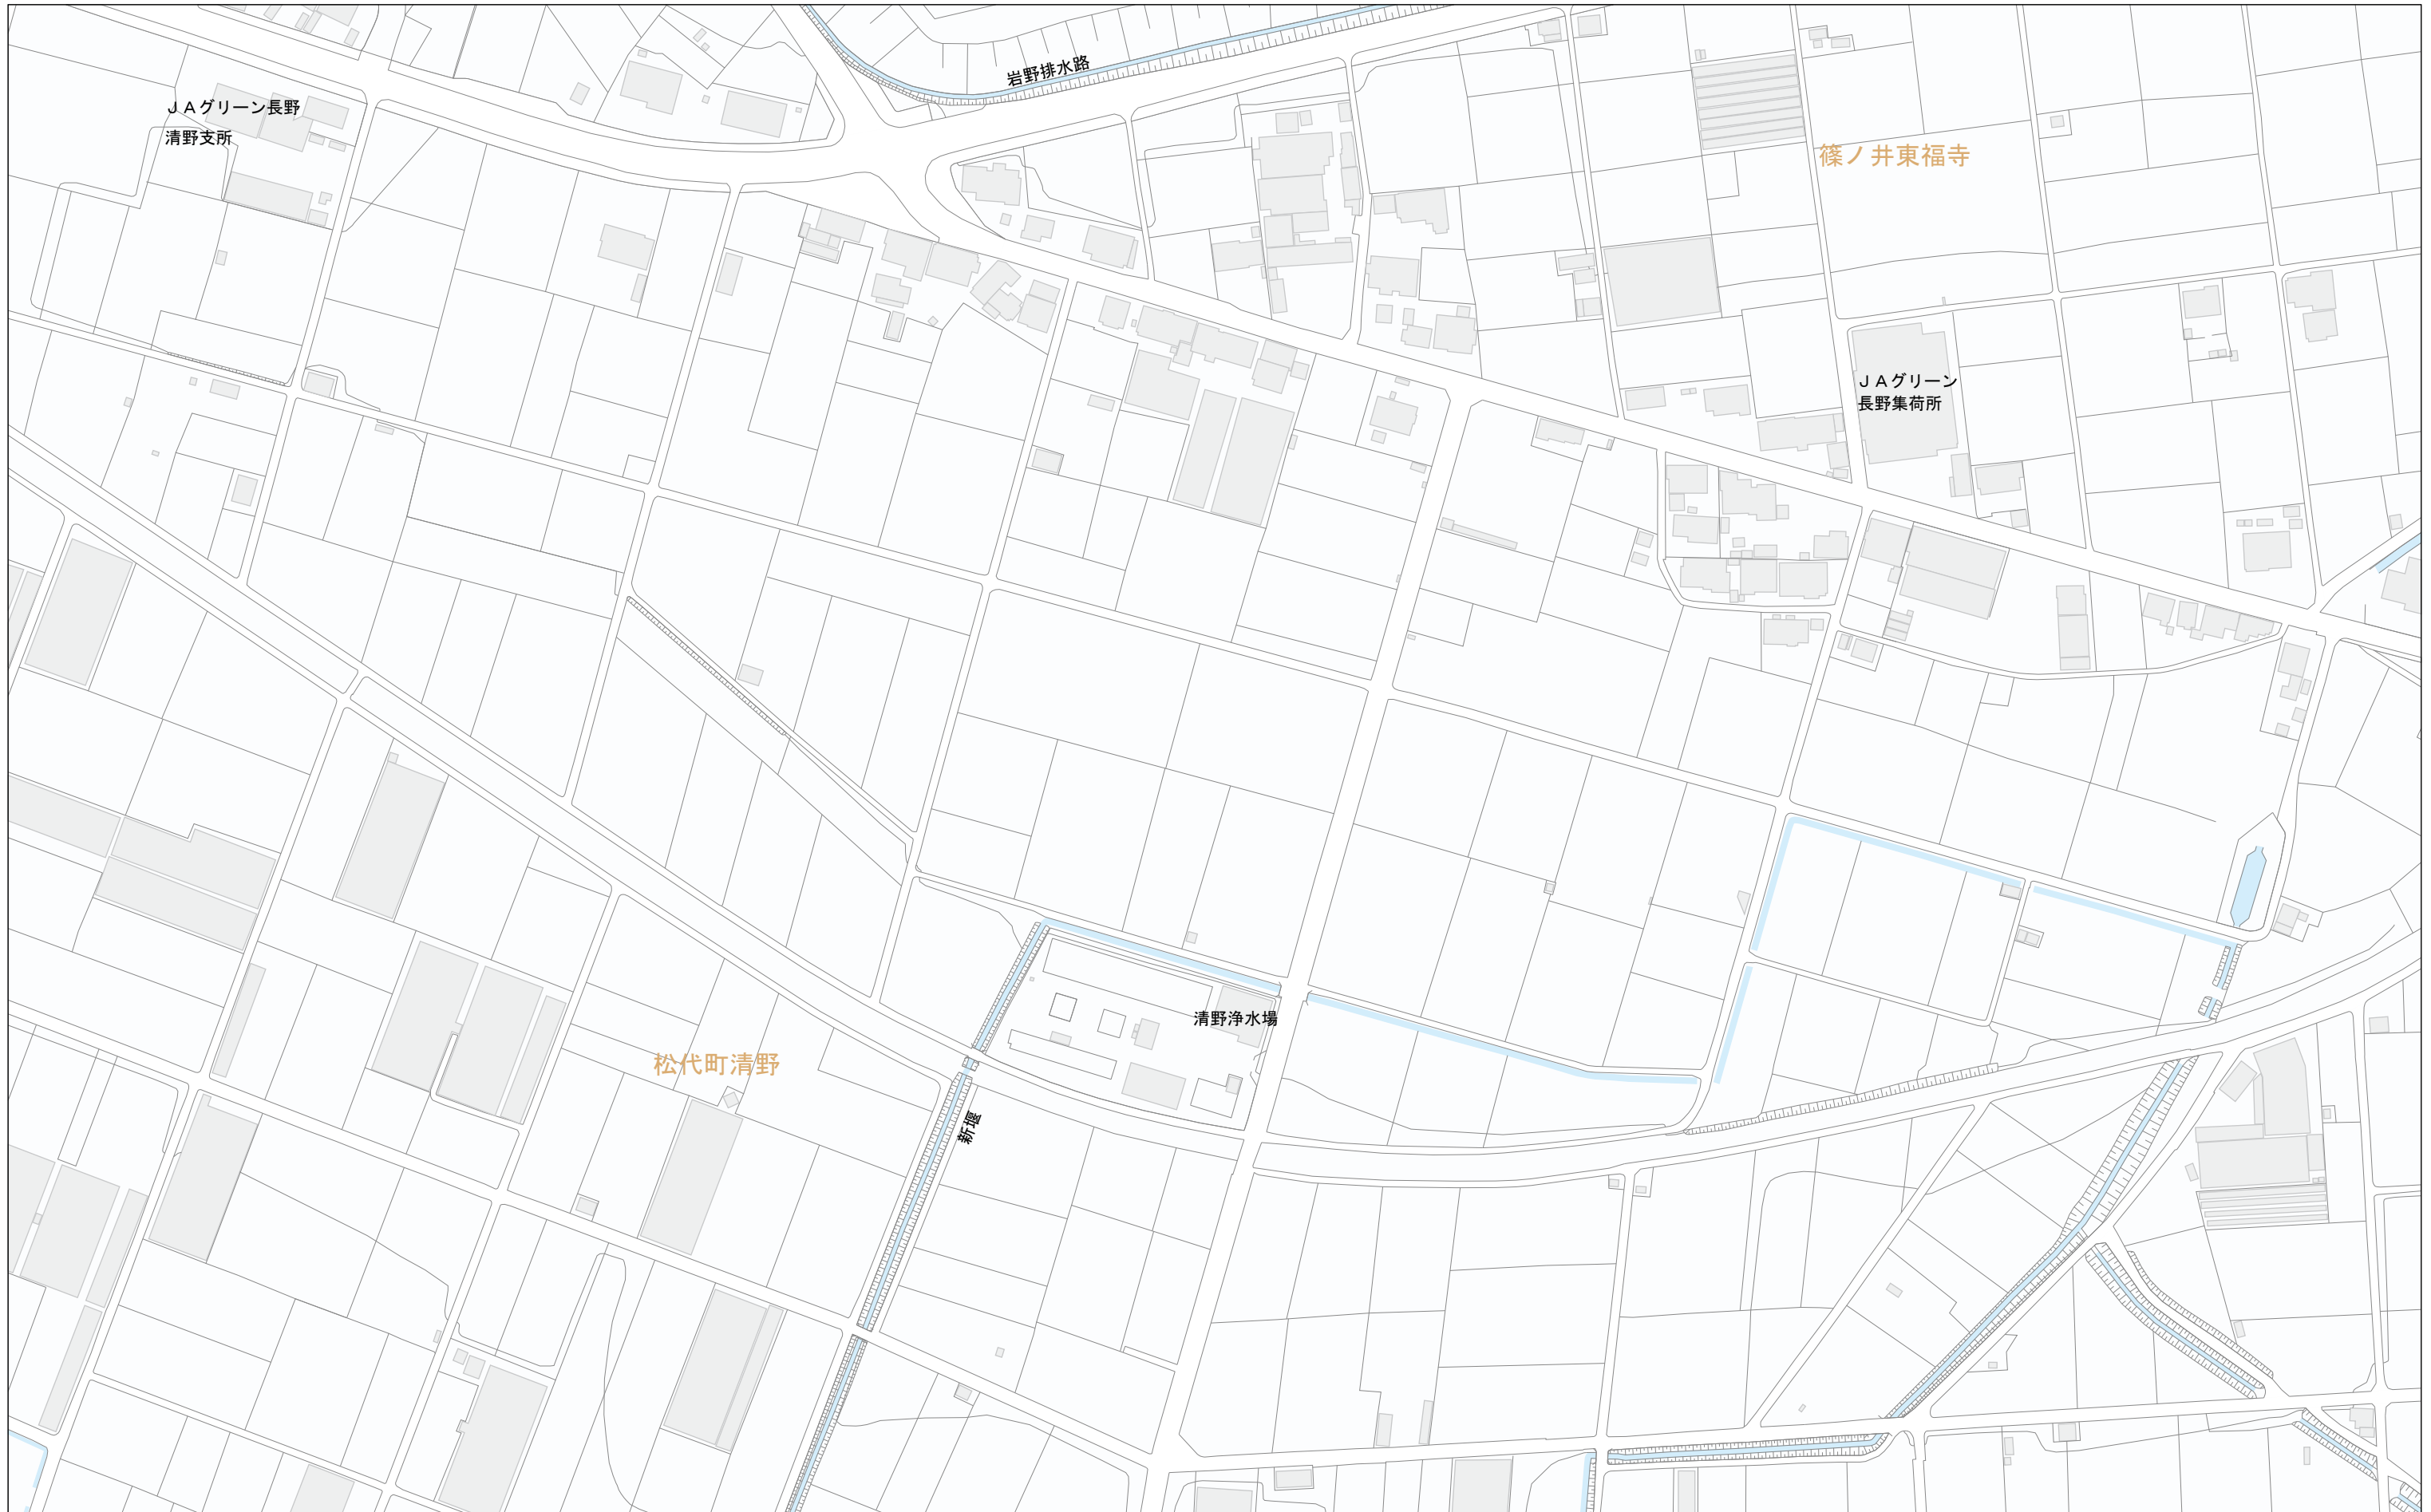 岩野排水路
ＪＡグリーン長野
清野支所
篠ノ井東福寺
ＪＡグリーン
長野集荷所
清野浄水場
松代町清野
新堰